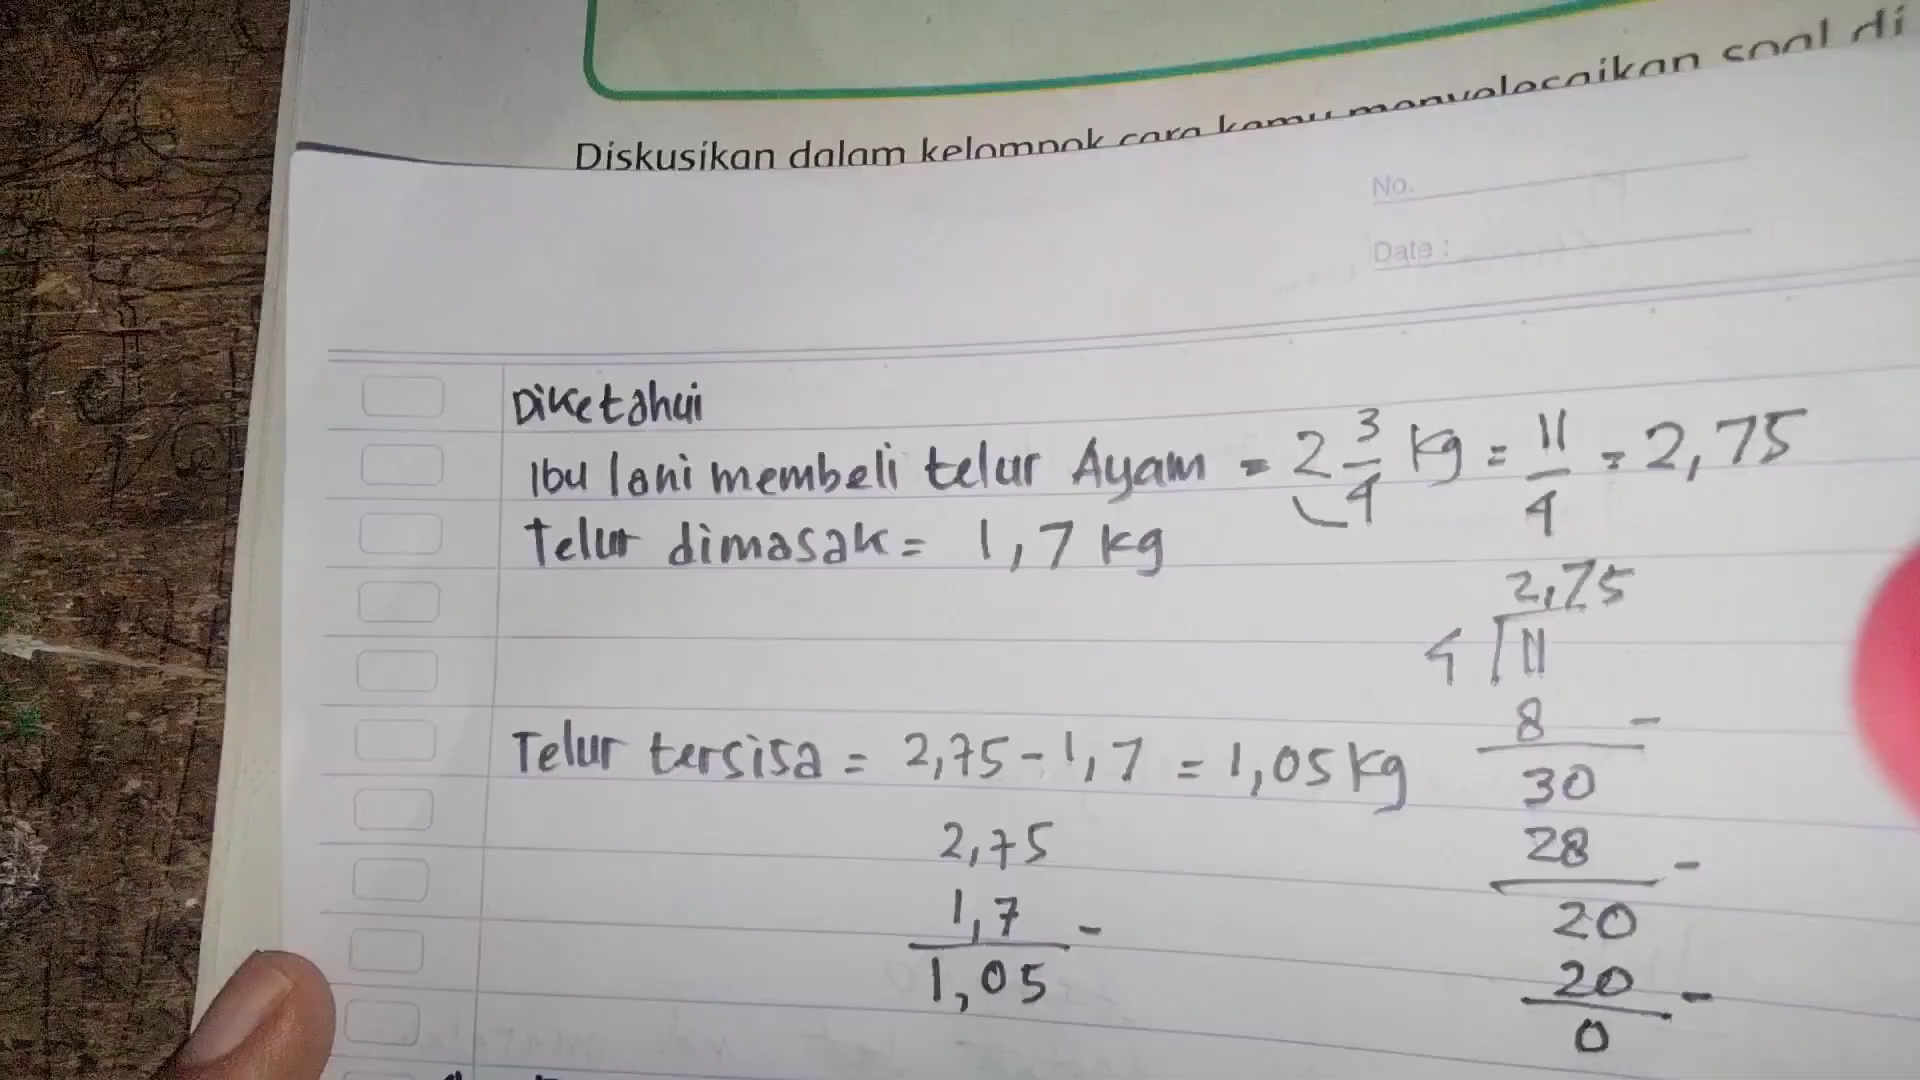 Diskusikan dalam kelompok cara kamu menyelesaikan soal di
No.
Date :
Diketahui
Ibu lani membeli telur Ayam = 2 3/4 kg = 11/4 = 2,75
Telur dimasak = 1,7 kg
2,75
4 √11
8 -
30
28 -
20
20 -
0
Telur tersisa = 2,75 - 1,7 = 1,05 kg
2,75
1,7 -
1,05